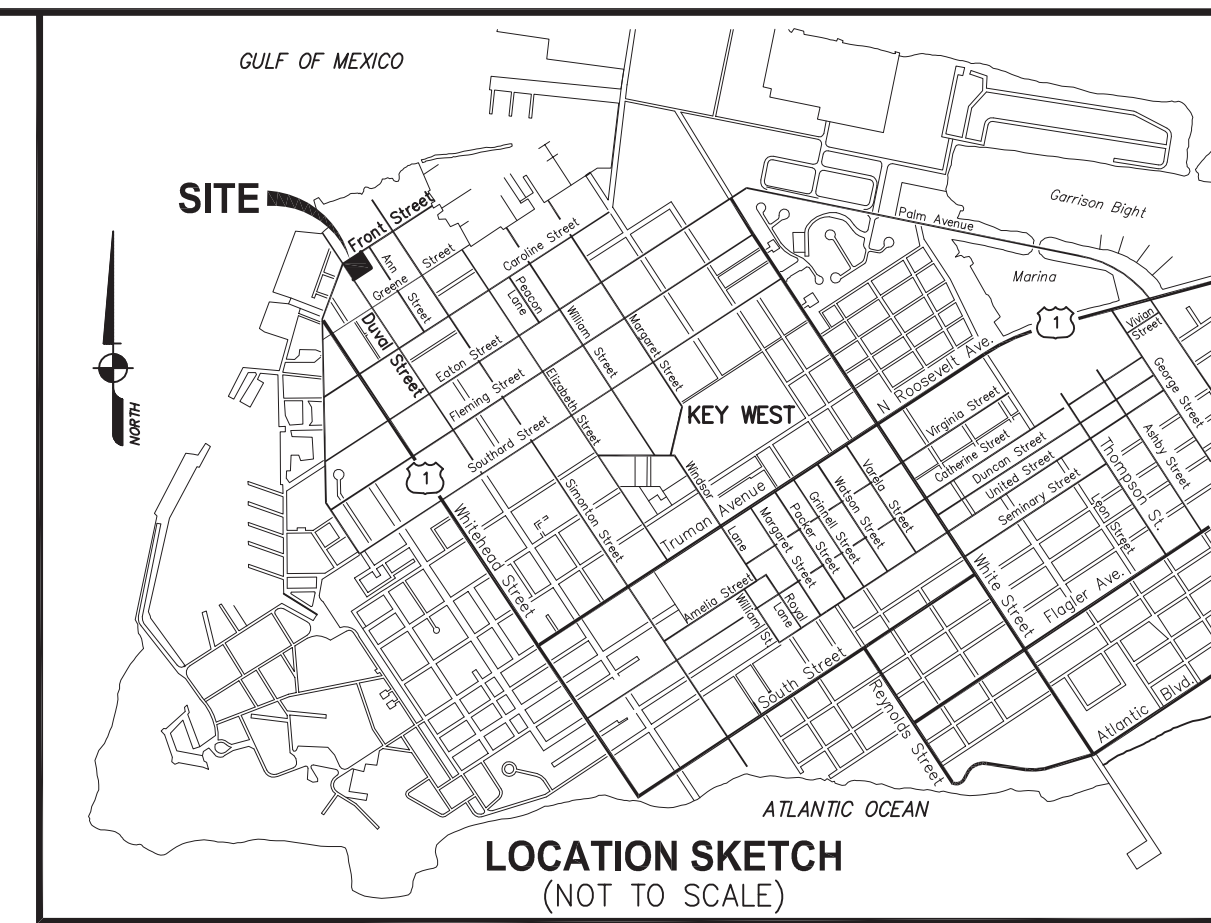 GULF OF MEXICO
SITE
Front Street
Ann
Street
Greene
Street
Caroline Street
Peacon
Lane
William
Street
Margaret
Street
Duval Street
Eaton Street
Fleming Street
Elizabeth Street
Southard Street
Simonton Street
KEY WEST
Windsor
Lane
Truman Avenue
1
Whitehead Street
NORTH
Palm Avenue
Garrison Bight
Marina
1
N Roosevelt Ave.
Vivian
Street
George Street
Virginia Street
Catherine Street
Duncan Street
United Street
Seminary Street
Thompson St.
Ashby Street
Leon Street
Varela Street
Watson Street
Grinnell Street
Packer Street
Margaret Street
Amelia Street
William St.
Royal
Lane
White Street
Flagler Ave.
South Street
Reynolds Street
Atlantic Blvd.
ATLANTIC OCEAN
LOCATION SKETCH
(NOT TO SCALE)